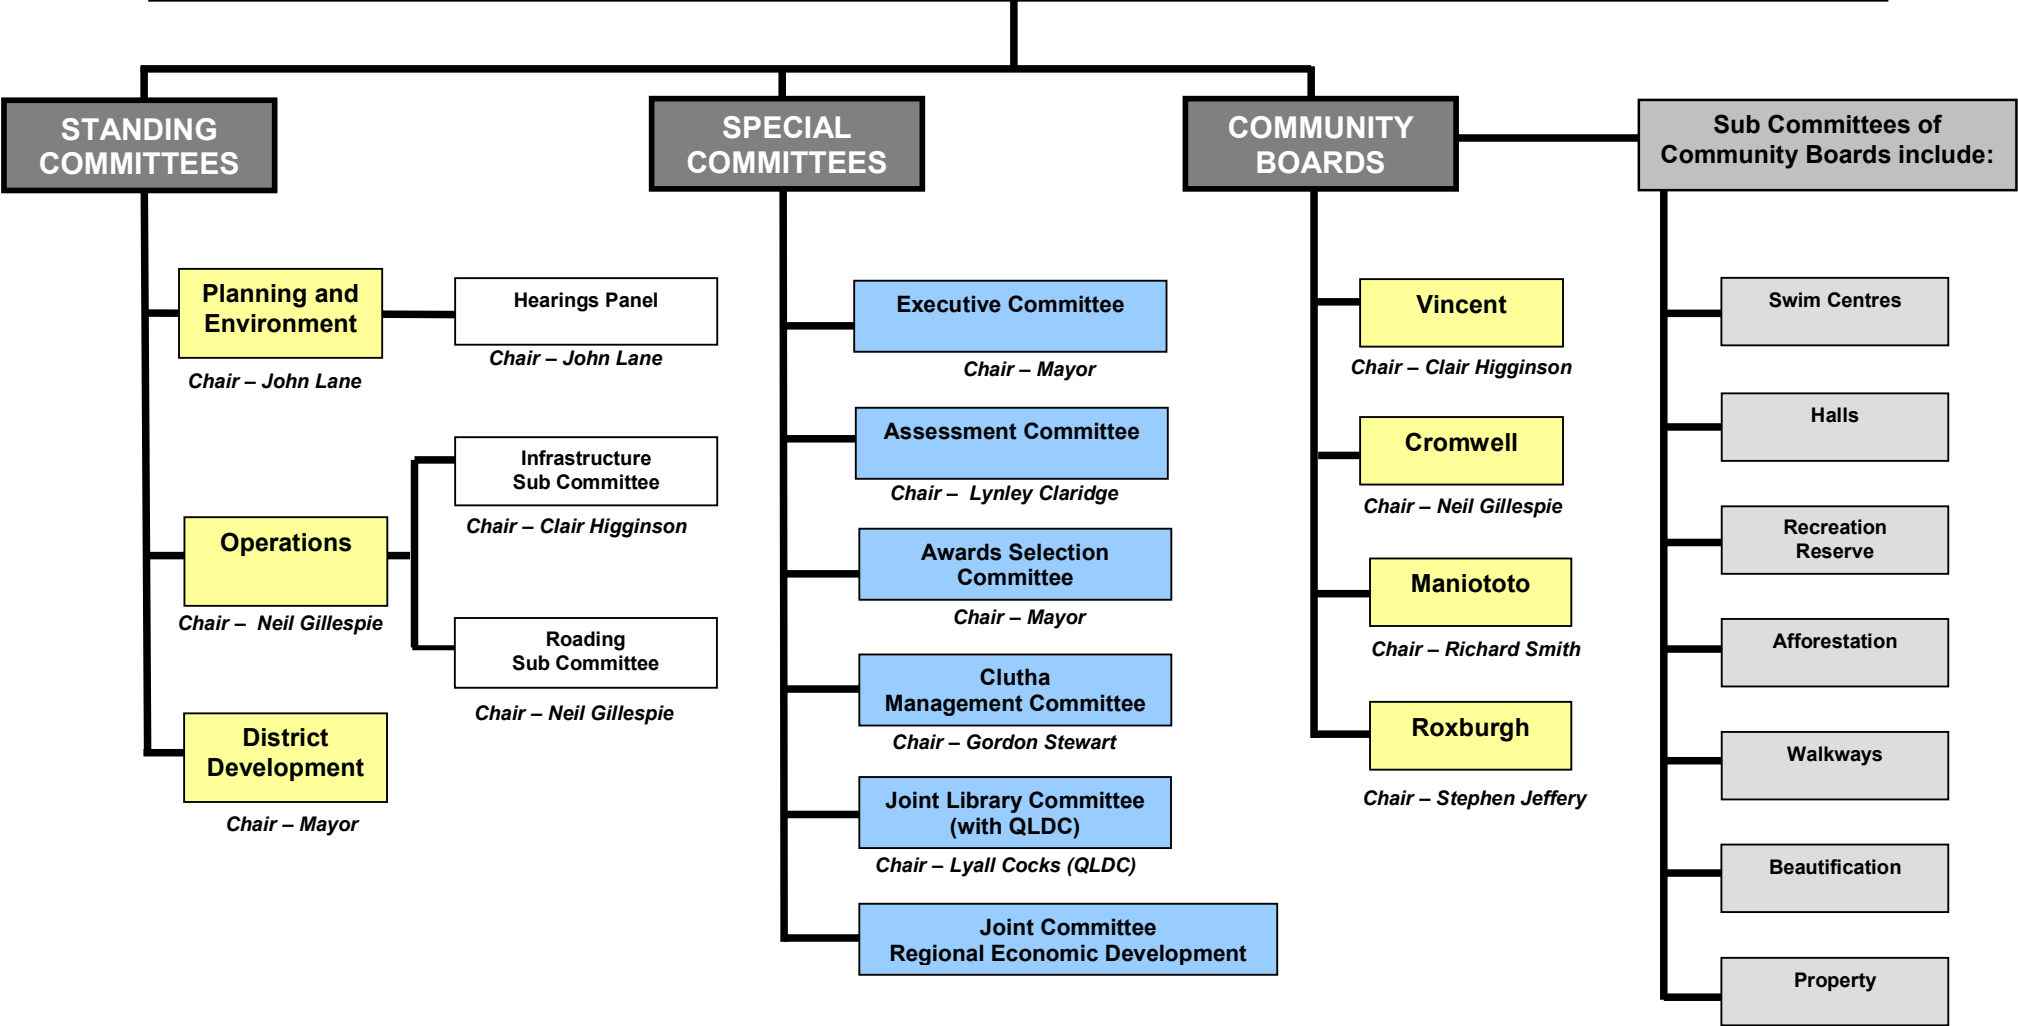 STANDING
COMMITTEES
Planning and
Environment
Chair – John Lane
Hearings Panel
Chair – John Lane
Operations
Chair –  Neil Gillespie
Infrastructure
Sub Committee
Chair – Clair Higginson
Roading
Sub Committee
Chair – Neil Gillespie
District
Development
Chair – Mayor
SPECIAL
COMMITTEES
Executive Committee
Chair – Mayor
Assessment Committee
Chair –  Lynley Claridge
Awards Selection
Committee
Chair – Mayor
Clutha
Management Committee
Chair – Gordon Stewart
Joint Library Committee
(with QLDC)
Chair – Lyall Cocks (QLDC)
Joint Committee
Regional Economic Development
COMMUNITY
BOARDS
Vincent
Chair – Clair Higginson
Cromwell
Chair – Neil Gillespie
Maniototo
Chair – Richard Smith
Roxburgh
Chair – Stephen Jeffery
Sub Committees of
Community Boards include:
Swim Centres
Halls
Recreation
Reserve
Afforestation
Walkways
Beautification
Property